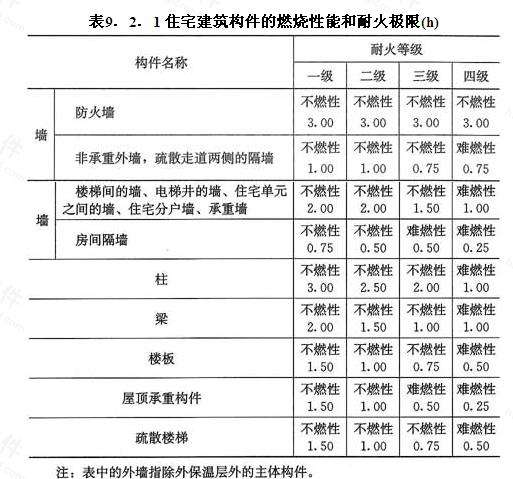 表9．2．1住宅建筑构件的燃烧性能和耐火极限(h)
构件名称 耐火等级
一级 二级 三级 四级
墙 防火墙 不燃性 不燃性 不燃性 不燃性
3.00 3.00 3.00 3.00
非承重外墙，疏散走道两侧的隔墙 不燃性 不燃性 不燃性 难燃性
1.00 1.00 0.75 0.75
墙 楼梯间的墙、电梯井的墙、住宅单元 不燃性 不燃性 不燃性 难燃性
之间的墙、住宅分户墙、承重墙 2.00 2.00 1.50 1.00
房间隔墙 不燃性 不燃性 难燃性 难燃性
0.75 0.50 0.50 0.25
柱 不燃性 不燃性 不燃性 难燃性
3.00 2.50 2.00 1.00
梁 不燃性 不燃性 不燃性 难燃性
2.00 1.50 1.00 1.00
楼板 不燃性 不燃性 不燃性 难燃性
1.50 1.00 0.75 0.50
屋顶承重构件 不燃性 不燃性 难燃性 难燃性
1.50 1.00 0.50 0.25
疏散楼梯 不燃性 不燃性 不燃性 难燃性
1.50 1.00 0.75 0.50
注：表中的外墙指除外保温层外的主体构件。